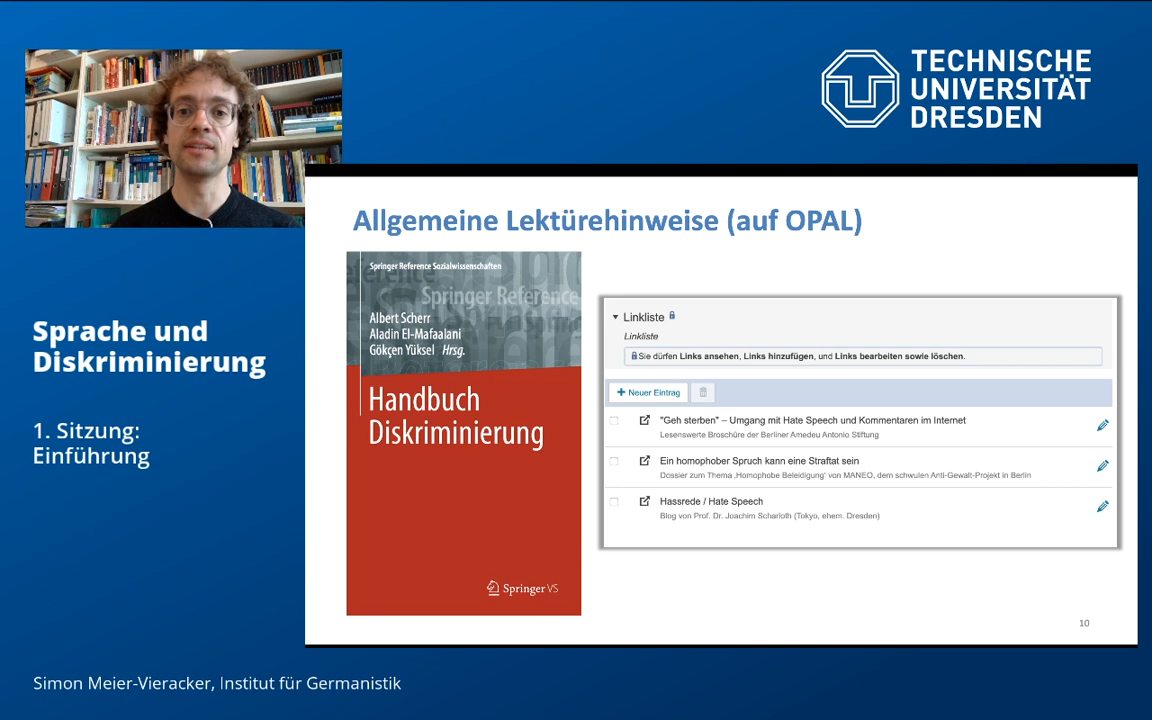 TECHNISCHE
UNIVERSITÄT
DRESDEN
Sprache und
Diskriminierung
1. Sitzung:
Einführung
Allgemeine Lektürehinweise (auf OPAL)
Springer Reference Sozialwissenschaften
Springer Reference
Albert Scherr
Aladin El-Mafaalani
Gökçen Yüksel Hrsg.
Handbuch
Diskriminierung
Springer VS
Linkliste
Linkliste
Sie dürfen Links ansehen, Links hinzufügen, und Links bearbeiten sowie löschen.
+ Neuer Eintrag
"Geh sterben" – Umgang mit Hate Speech und Kommentaren im Internet
Lesenswerte Broschüre der Berliner Amedeu Antonio Stiftung
Ein homophober Spruch kann eine Straftat sein
Dossier zum Thema ‚Homophobe Beleidigung' von MANEO, dem schwulen Anti-Gewalt-Projekt in Berlin
Hassrede / Hate Speech
Blog von Prof. Dr. Joachim Scharloth (Tokyo, ehem. Dresden)
10
Simon Meier-Vieracker, Institut für Germanistik